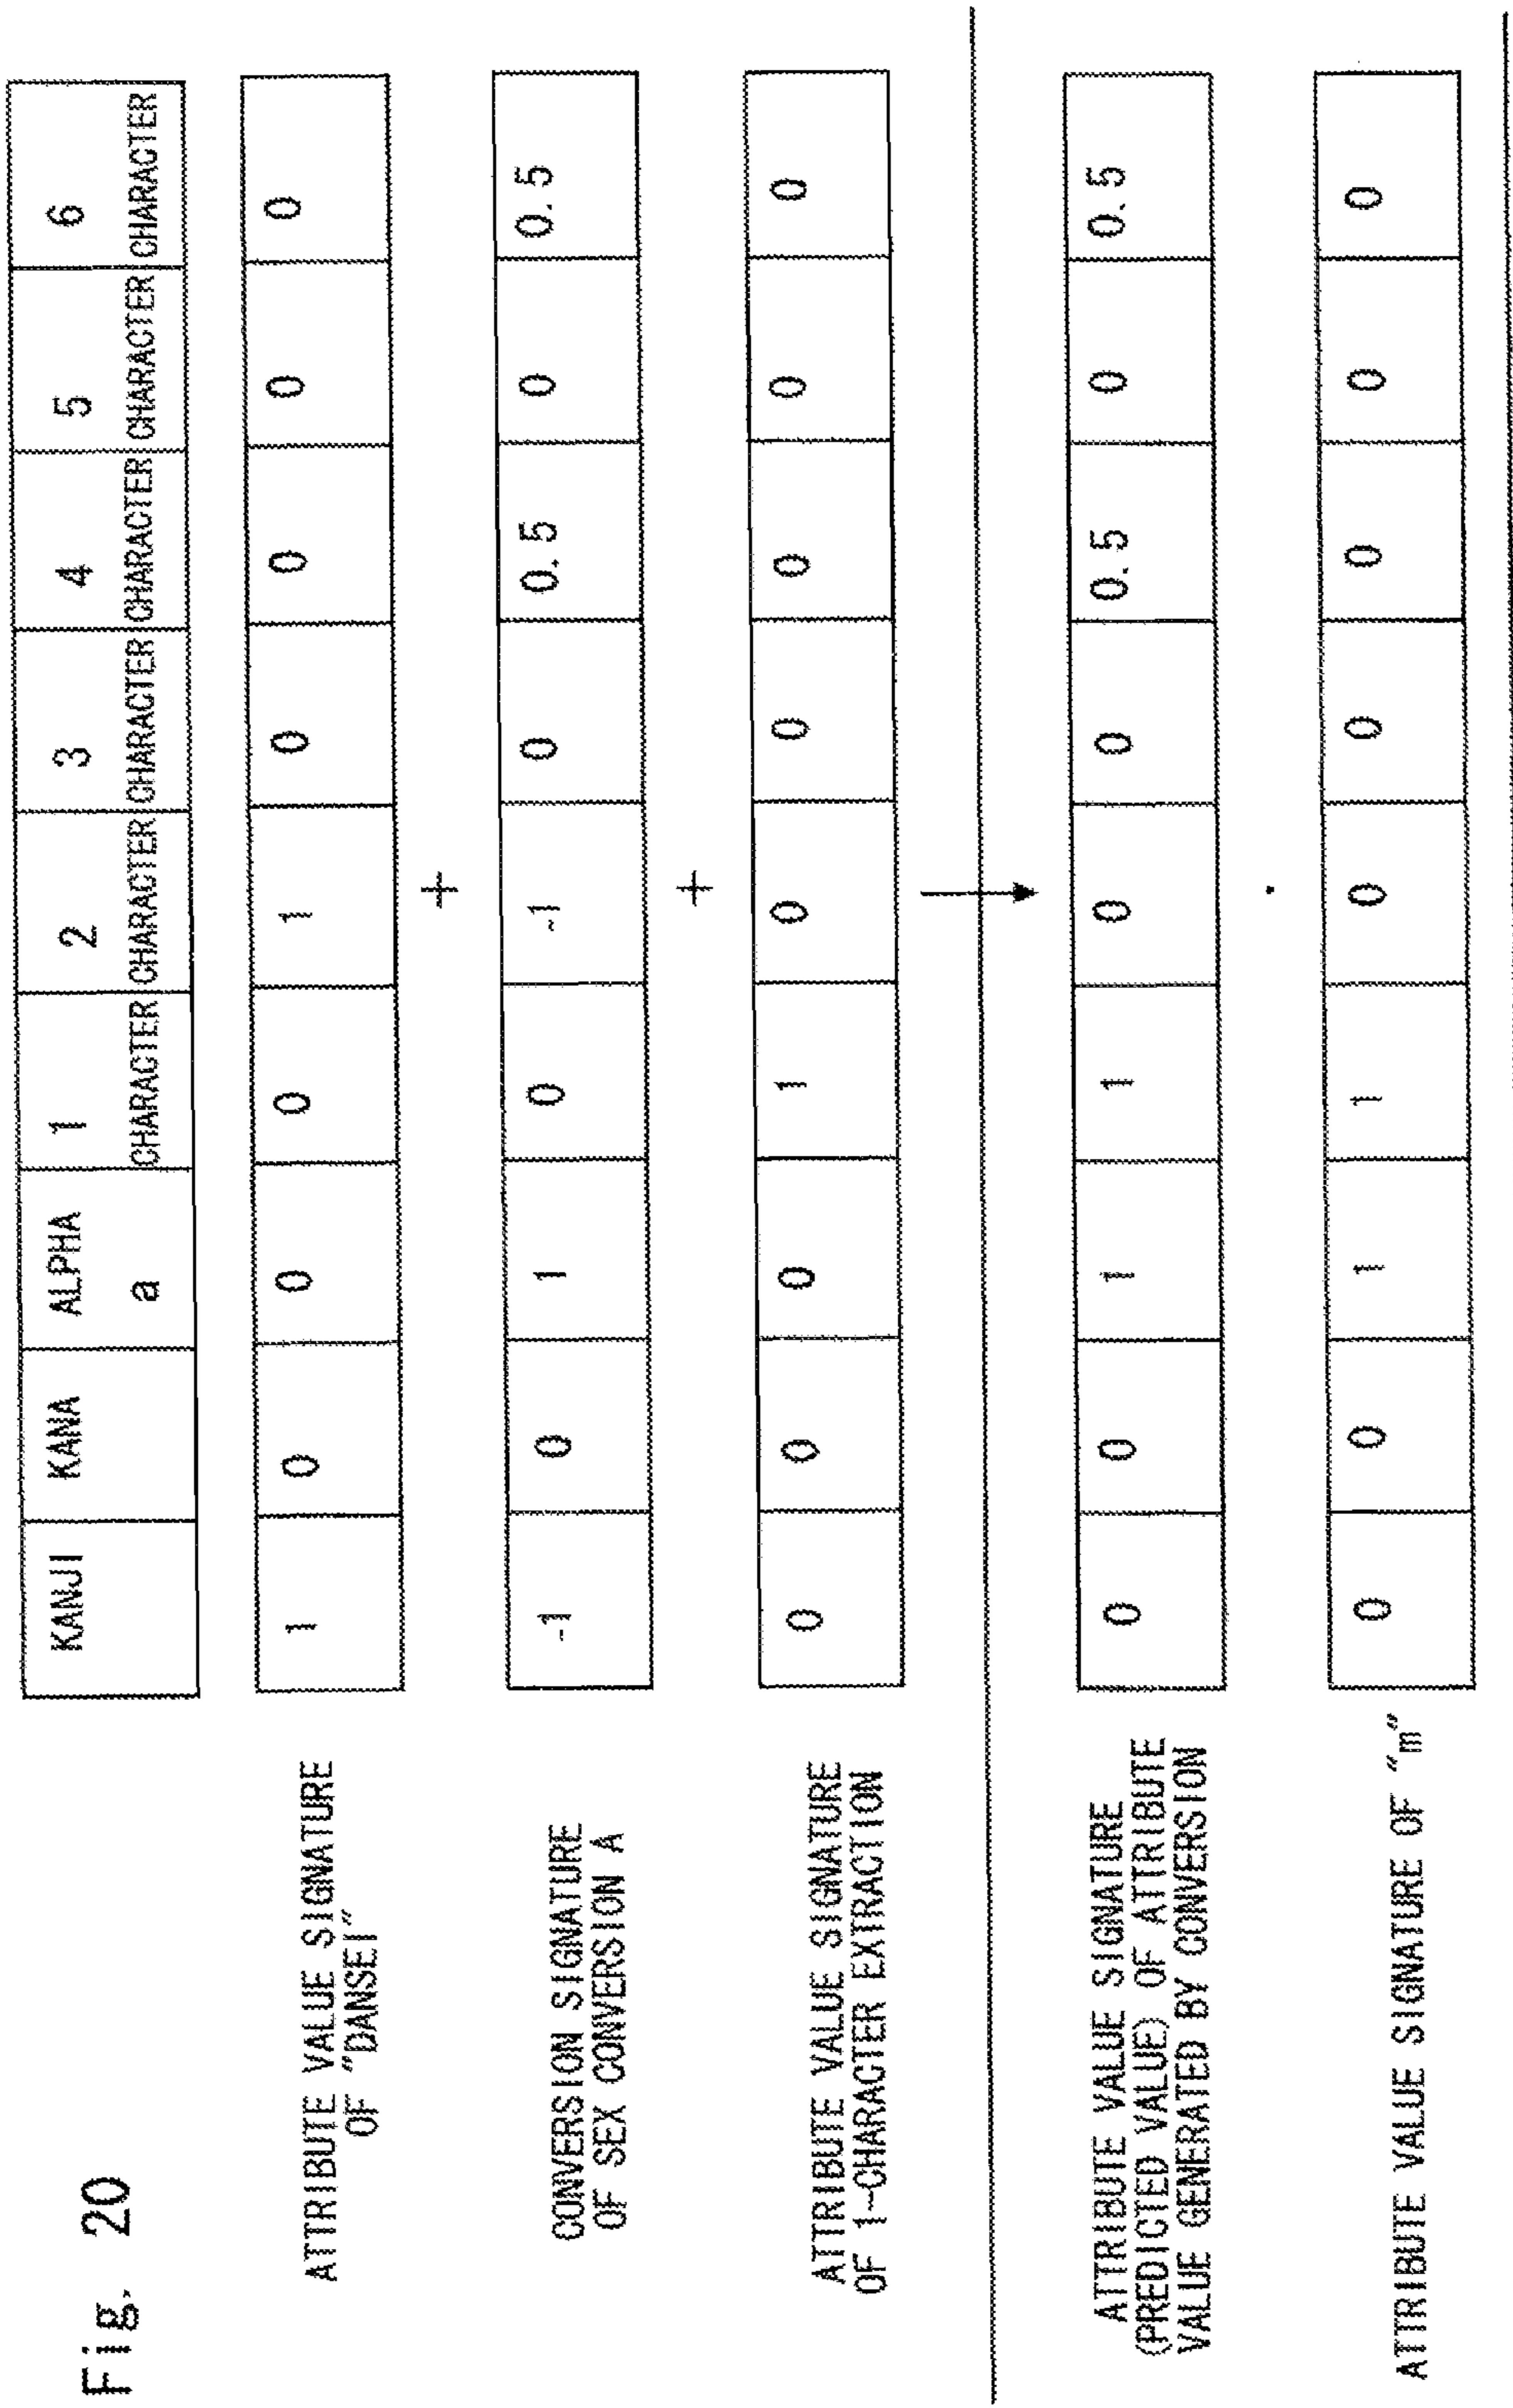 Fig. 20
KANJI KANA ALPHA 1 2 3 4 5 6
a CHARACTER CHARACTER CHARACTER CHARACTER CHARACTER CHARACTER
ATTRIBUTE VALUE SIGNATURE
OF "DANSEI"
1 0 0 0 1 0 0 0 0
+
CONVERSION SIGNATURE
OF SEX CONVERSION A
-1 0 1 0 -1 0 0.5 0 0.5
+
ATTRIBUTE VALUE SIGNATURE
OF 1-CHARACTER EXTRACTION
0 0 0 1 0 0 0 0 0
ATTRIBUTE VALUE SIGNATURE
(PREDICTED VALUE) OF ATTRIBUTE
VALUE GENERATED BY CONVERSION
0 0 1 1 0 0 0.5 0 0.5
·
ATTRIBUTE VALUE SIGNATURE OF "m"
0 0 1 1 0 0 0 0 0